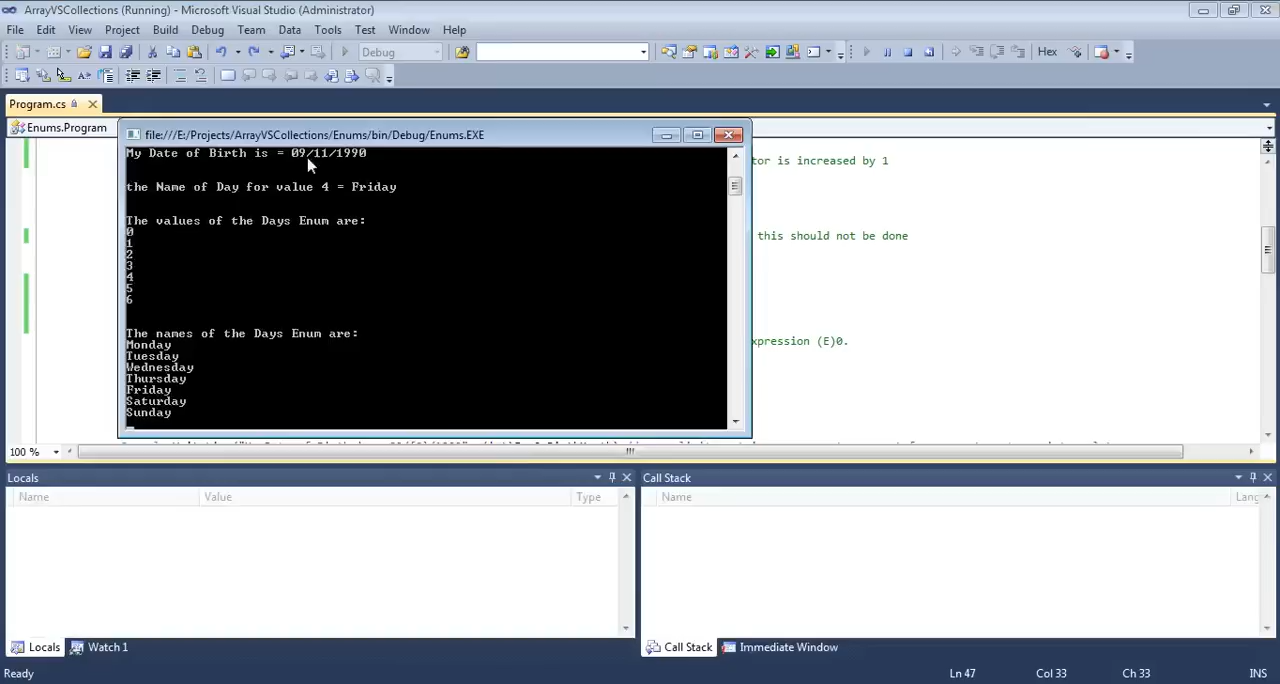 ArrayVSCollections (Running) - Microsoft Visual Studio (Administrator)
File Edit View Project Build Debug Team Data Tools Test Window Help
Debug Hex
Program.cs
Enums.Program
file:///E:/Projects/ArrayVSCollections/Enums/bin/Debug/Enums.EXE
My Date of Birth is = 09/11/1990
tor is increased by 1
the Name of Day for value 4 = Friday
The values of the Days Enum are:
0
this should not be done
1
2
3
4
5
6
The names of the Days Enum are:
xpression (E)0.
Monday
Tuesday
Wednesday
Thursday
Friday
Saturday
Sunday
100 %
Locals
Call Stack
Name Value Type
Name Lang
Locals Watch 1
Call Stack Immediate Window
Ready Ln 47 Col 33 Ch 33 INS